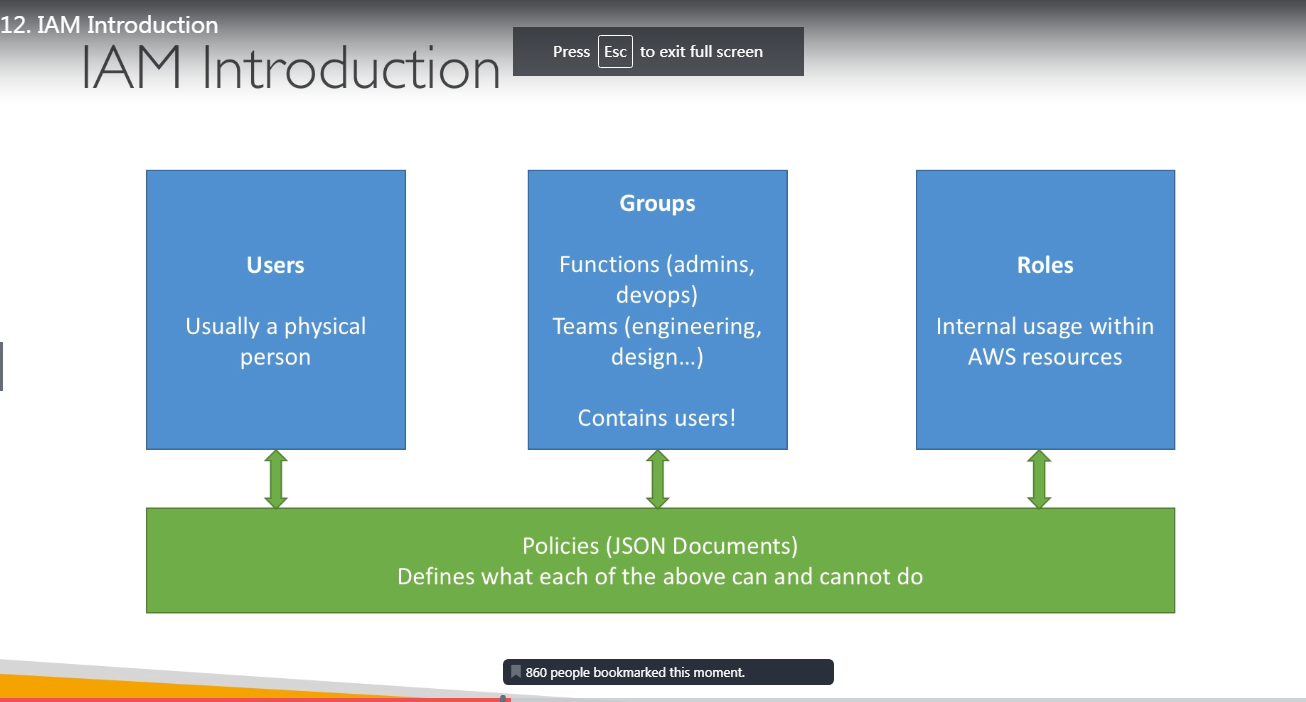 12. IAM Introduction
IAM Introduction
Press Esc to exit full screen
Users
Usually a physical
person
Groups
Functions (admins,
devops)
Teams (engineering,
design...)
Contains users!
Roles
Internal usage within
AWS resources
Policies (JSON Documents)
Defines what each of the above can and cannot do
860 people bookmarked this moment.